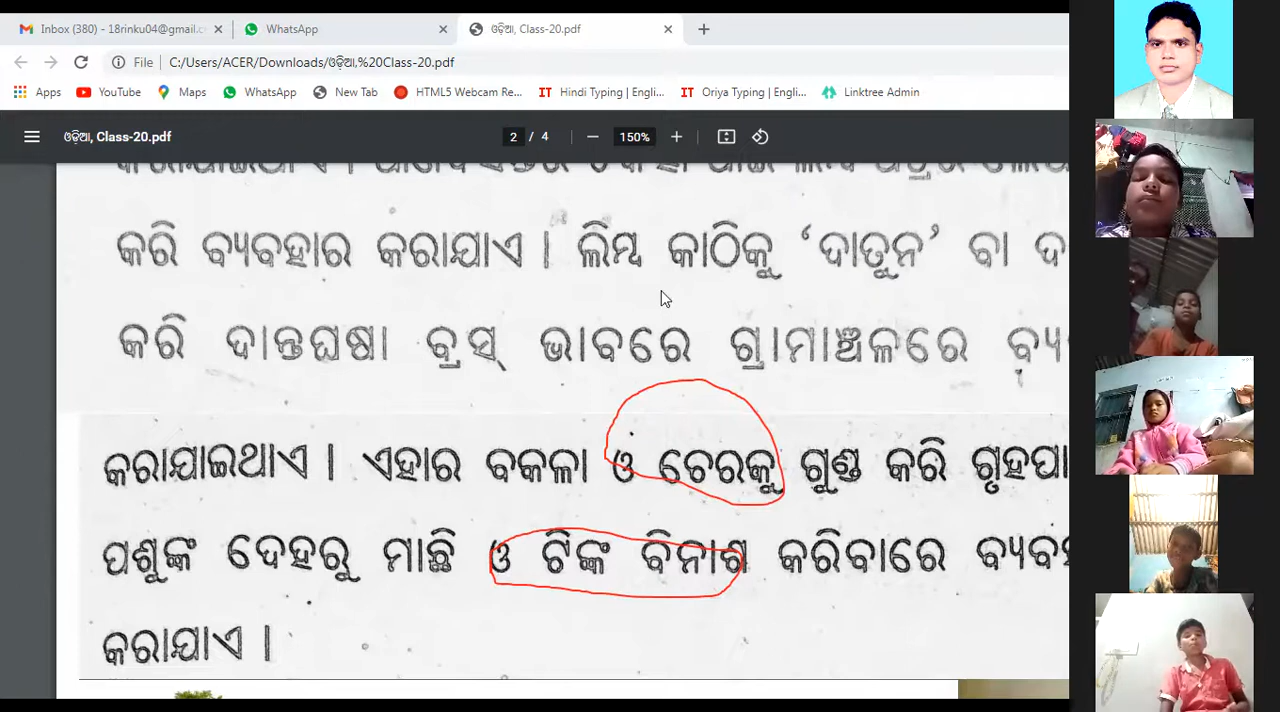 Inbox (380) - 18rinku04@gmail.c
WhatsApp
ଓଡ଼ିଆ, Class-20.pdf
File
C:/Users/ACER/Downloads/ଓଡ଼ିଆ,%20Class-20.pdf
Apps YouTube Maps WhatsApp New Tab HTML5 Webcam Re... Hindi Typing | Engli... Oriya Typing | Engli... Linktree Admin
ଓଡ଼ିଆ, Class-20.pdf 2 / 4 150%
କରି ବ୍ୟବହାର କରାଯାଏ । ଲିମ୍ବ କାଠିକୁ ‘ଦାତୁନ’ ବା
କରି ଦାନ୍ତଘଷା ବ୍ରସ୍ ଭାବରେ ଗ୍ରାମାଞ୍ଚଳରେ
କରାଯାଇଥାଏ । ଏହାର ବକଳା ଓ ଚେରକୁ ଗୁଣ୍ଡ କରି ଗୃହପା
ପଶୁଙ୍କ ଦେହରୁ ମାଛି ଓ ଟିଙ୍କ ବିନାଶ କରିବାରେ
କରାଯାଏ ।